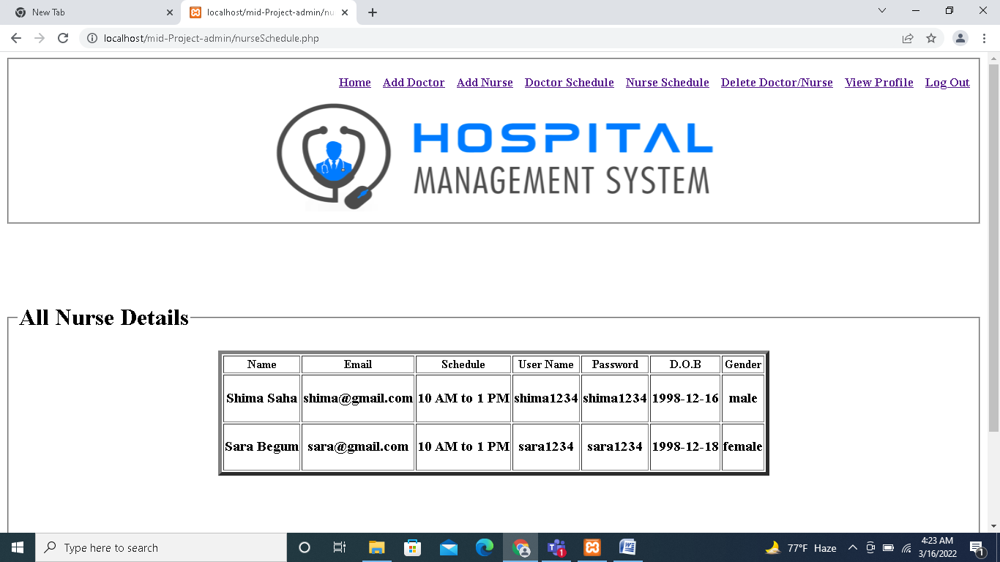 New Tab
localhost/mid-Project-admin/nu
localhost/mid-Project-admin/nurseSchedule.php
Home Add Doctor Add Nurse Doctor Schedule Nurse Schedule Delete Doctor/Nurse View Profile Log Out
HOSPITAL
MANAGEMENT SYSTEM
All Nurse Details
Name Email Schedule User Name Password D.O.B Gender
Shima Saha shima@gmail.com 10 AM to 1 PM shima1234 shima1234 1998-12-16 male
Sara Begum sara@gmail.com 10 AM to 1 PM sara1234 sara1234 1998-12-18 female
Type here to search
1
77°F Haze
4:23 AM
3/16/2022
1